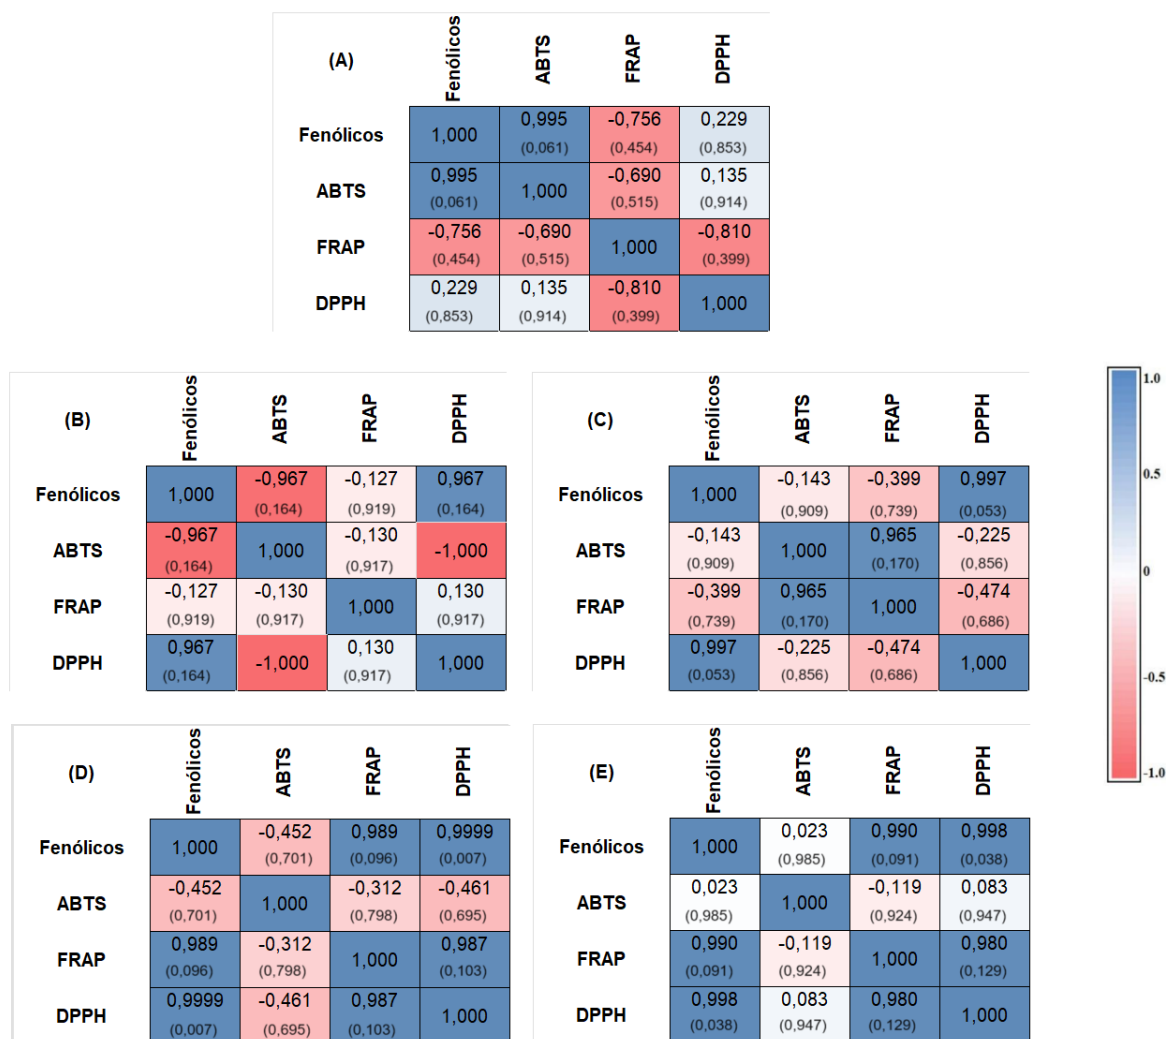 (A) Fenólicos ABTS FRAP DPPH
Fenólicos 1,000 0,995 -0,756 0,229
(0,061) (0,454) (0,853)
ABTS 0,995 1,000 -0,690 0,135
(0,061) (0,515) (0,914)
FRAP -0,756 -0,690 1,000 -0,810
(0,454) (0,515) (0,399)
DPPH 0,229 0,135 -0,810 1,000
(0,853) (0,914) (0,399)
(B) Fenólicos ABTS FRAP DPPH
Fenólicos 1,000 -0,967 -0,127 0,967
(0,164) (0,919) (0,164)
ABTS -0,967 1,000 -0,130 -1,000
(0,164) (0,917)
FRAP -0,127 -0,130 1,000 0,130
(0,919) (0,917) (0,917)
DPPH 0,967 -1,000 0,130 1,000
(0,164) (0,917)
(C) Fenólicos ABTS FRAP DPPH
Fenólicos 1,000 -0,143 -0,399 0,997
(0,909) (0,739) (0,053)
ABTS -0,143 1,000 0,965 -0,225
(0,909) (0,170) (0,856)
FRAP -0,399 0,965 1,000 -0,474
(0,739) (0,170) (0,686)
DPPH 0,997 -0,225 -0,474 1,000
(0,053) (0,856) (0,686)
1.0
0.5
0
-0.5
-1.0
(D) Fenólicos ABTS FRAP DPPH
Fenólicos 1,000 -0,452 0,989 0,9999
(0,701) (0,096) (0,007)
ABTS -0,452 1,000 -0,312 -0,461
(0,701) (0,798) (0,695)
FRAP 0,989 -0,312 1,000 0,987
(0,096) (0,798) (0,103)
DPPH 0,9999 -0,461 0,987 1,000
(0,007) (0,695) (0,103)
(E) Fenólicos ABTS FRAP DPPH
Fenólicos 1,000 0,023 0,990 0,998
(0,985) (0,091) (0,038)
ABTS 0,023 1,000 -0,119 0,083
(0,985) (0,924) (0,947)
FRAP 0,990 -0,119 1,000 0,980
(0,091) (0,924) (0,129)
DPPH 0,998 0,083 0,980 1,000
(0,038) (0,947) (0,129)